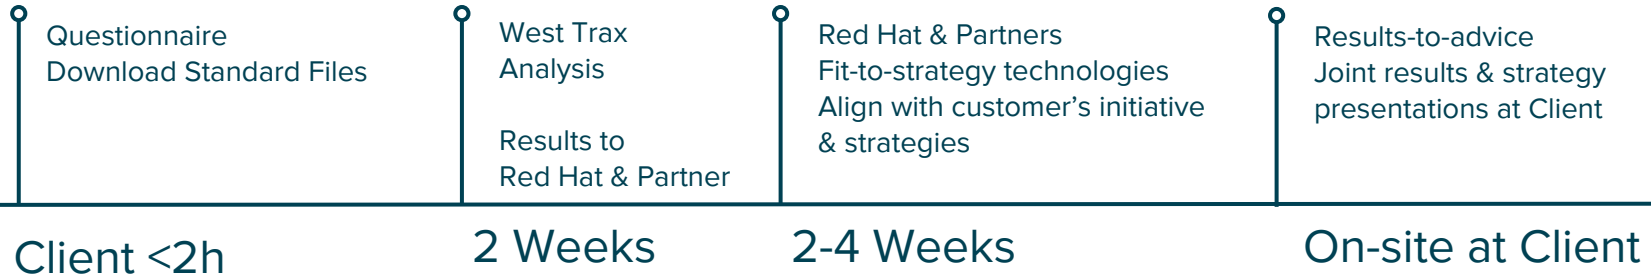 Questionnaire
Download Standard Files
West Trax
Analysis
Results to
Red Hat & Partner
Red Hat & Partners
Fit-to-strategy technologies
Align with customer’s initiative
& strategies
Results-to-advice
Joint results & strategy
presentations at Client
Client <2h
2 Weeks
2-4 Weeks
On-site at Client